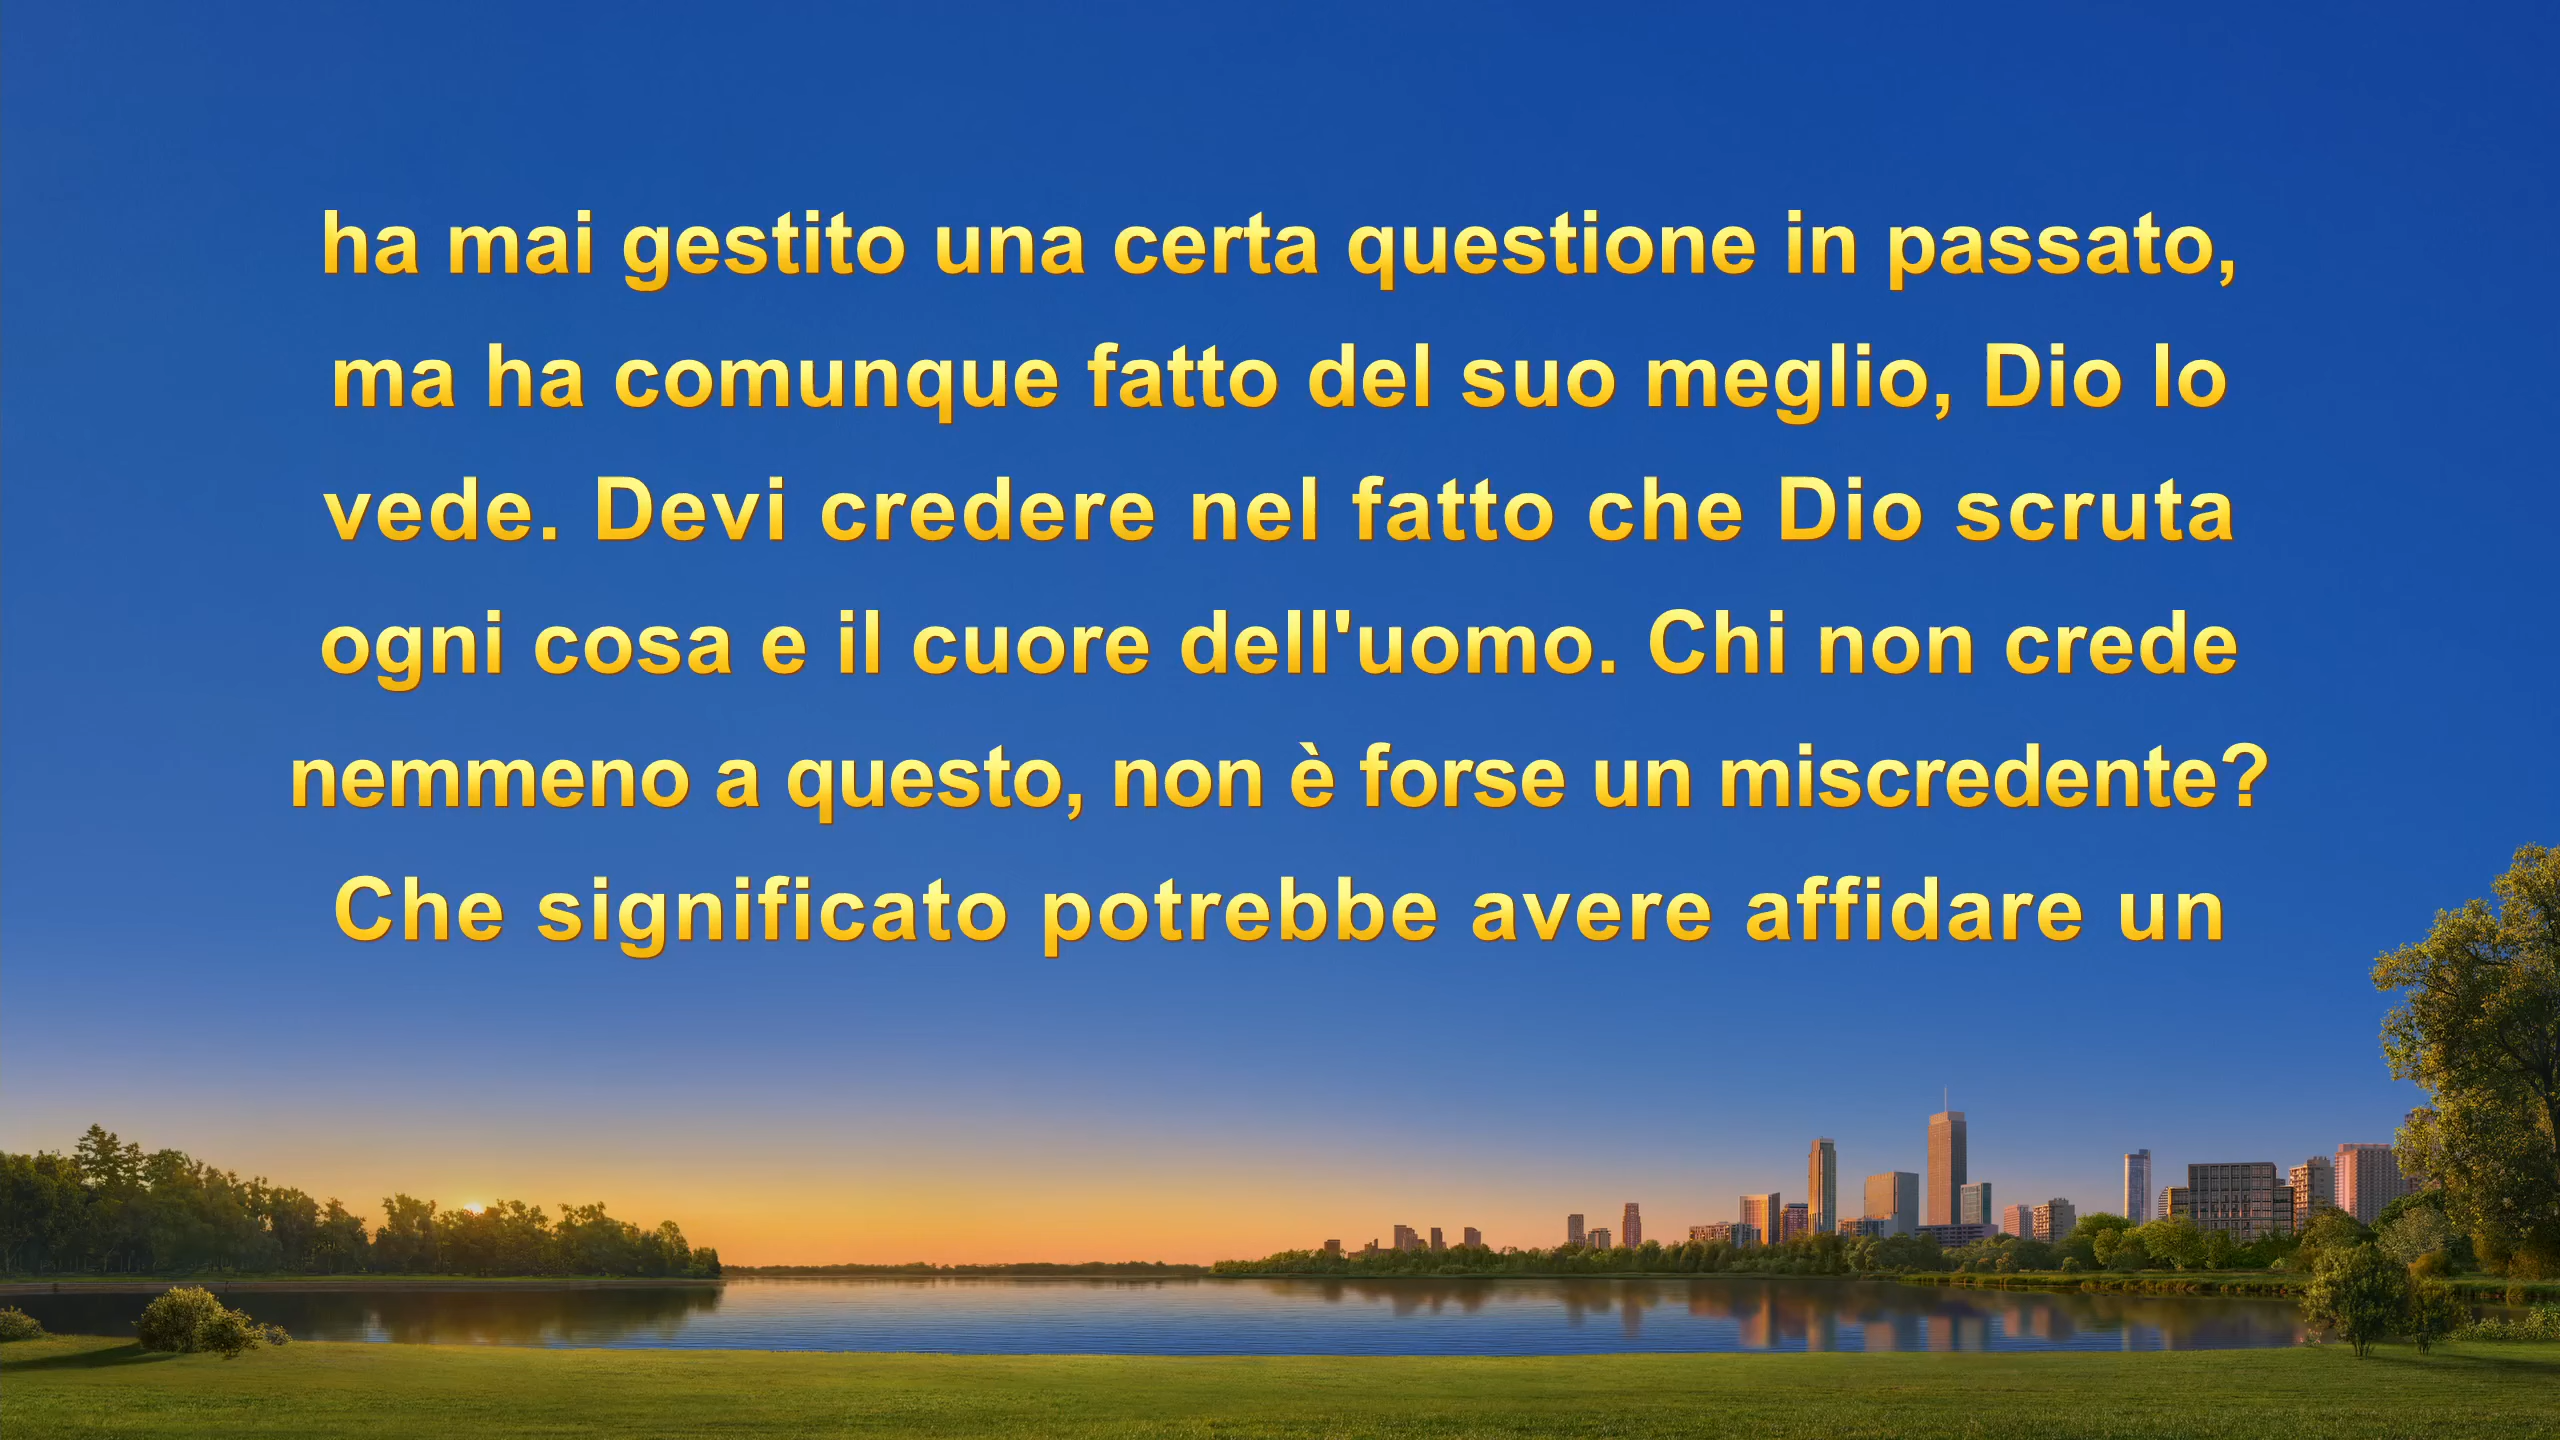 ha mai gestito una certa questione in passato,
ma ha comunque fatto del suo meglio, Dio lo
vede. Devi credere nel fatto che Dio scruta
ogni cosa e il cuore dell'uomo. Chi non crede
nemmeno a questo, non è forse un miscredente?
Che significato potrebbe avere affidare un